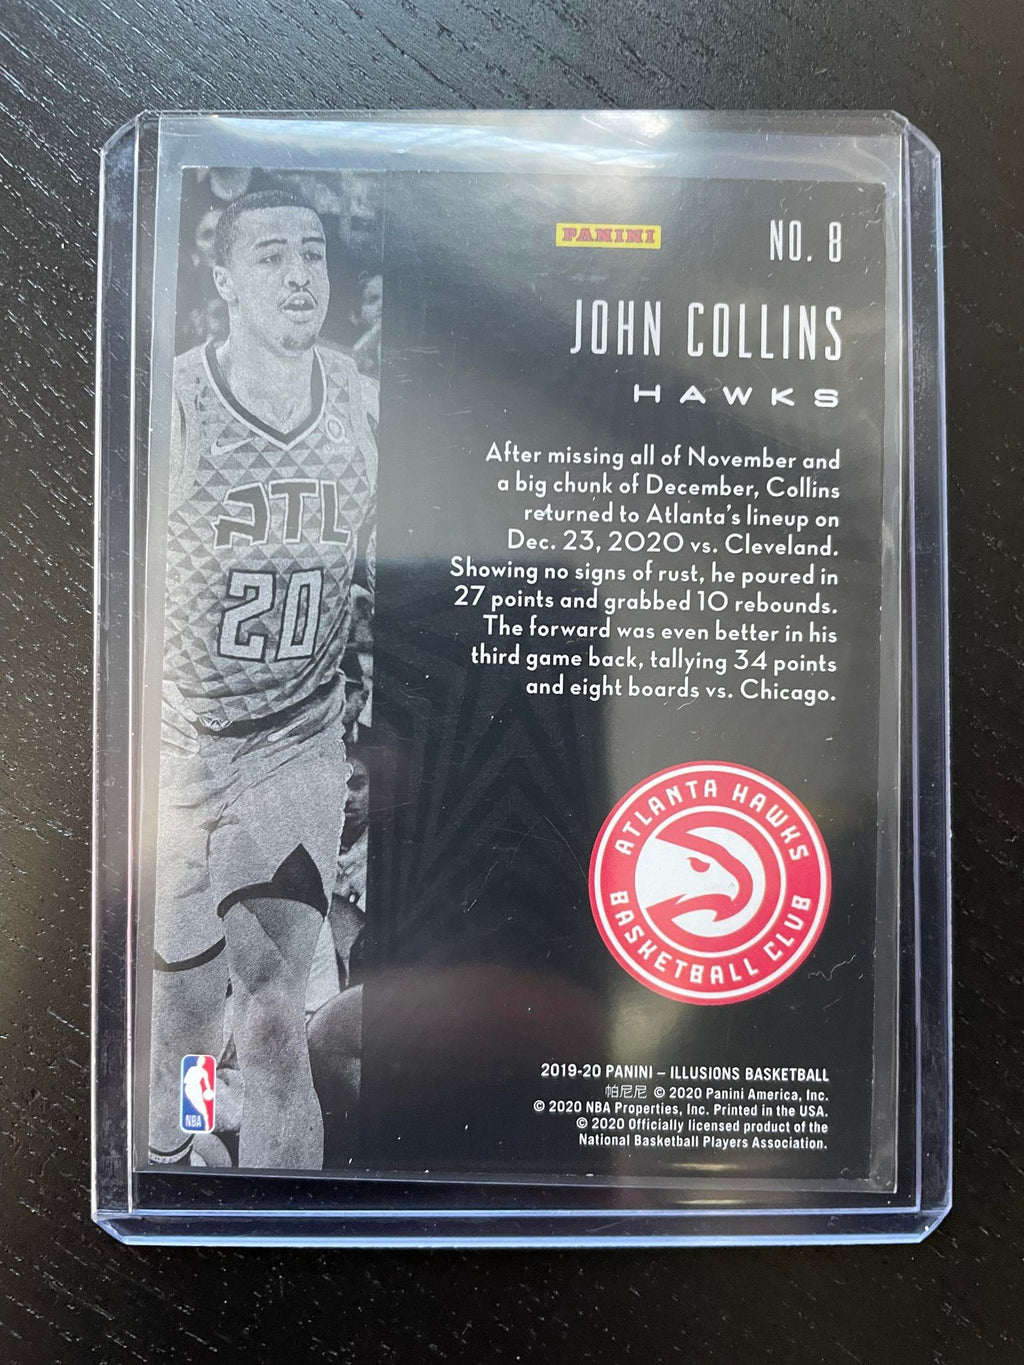 PANINI
NO. 8
JOHN COLLINS
HAWKS
After missing all of November and
a big chunk of December, Collins
returned to Atlanta's lineup on
Dec. 23, 2020 vs. Cleveland.
Showing no signs of rust, he poured in
27 points and grabbed 10 rebounds.
The forward was even better in his
third game back, tallying 34 points
and eight boards vs. Chicago.
ATL
20
ATLANTA HAWKS
BASKETBALL CLUB
NBA
2019-20 PANINI – ILLUSIONS BASKETBALL
帕尼尼 © 2020 Panini America, Inc.
© 2020 NBA Properties, Inc. Printed in the USA.
© 2020 Officially licensed product of the
National Basketball Players Association.